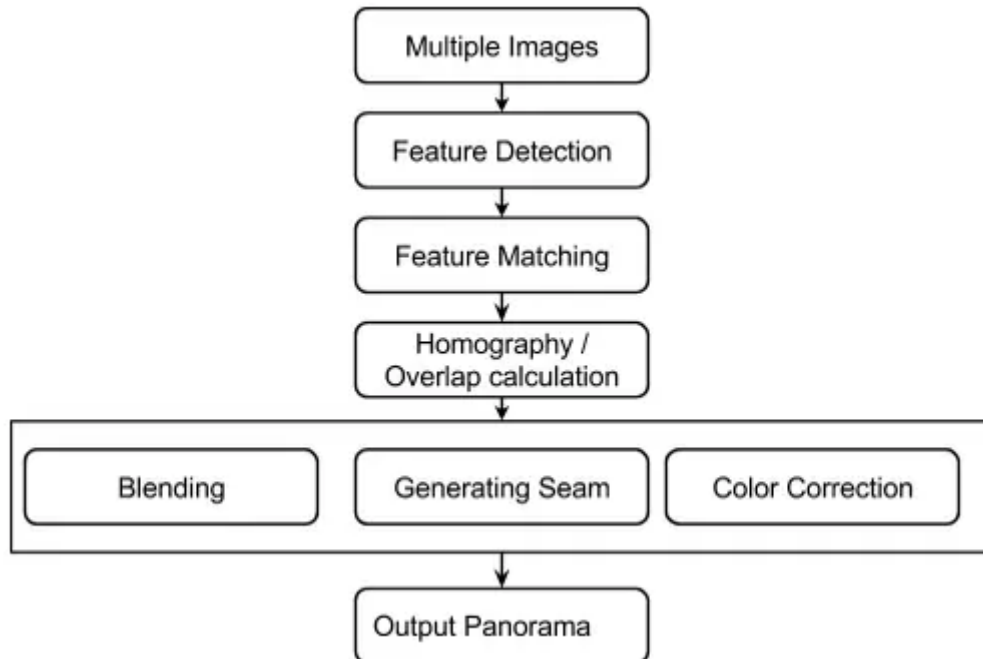 Multiple Images
Feature Detection
Feature Matching
Homography /
Overlap calculation
Blending
Generating Seam
Color Correction
Output Panorama